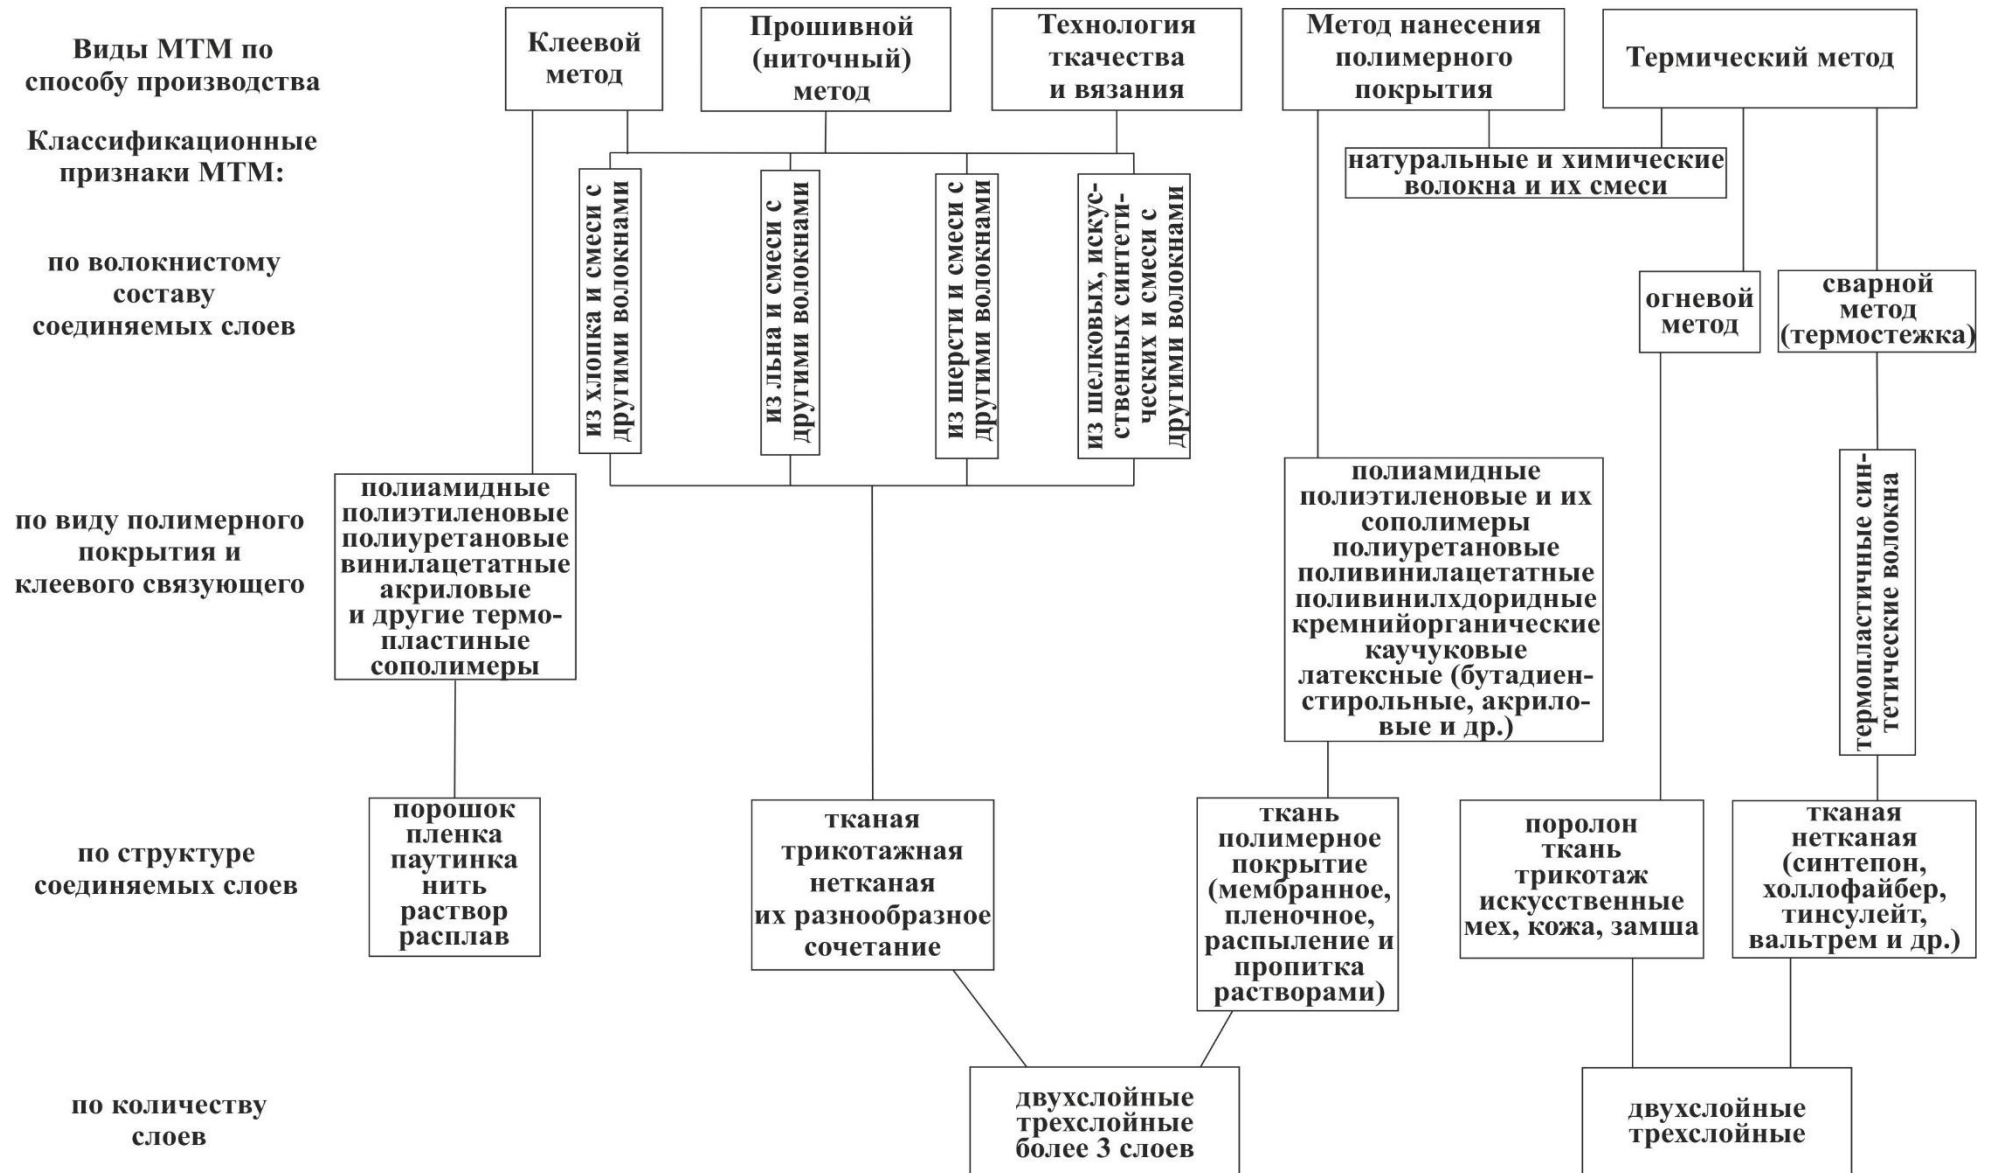 Виды МТМ по
способу производства
Клеевой
метод
Прошивной
(ниточный)
метод
Технология
ткачества
и вязания
Метод нанесения
полимерного
покрытия
Термический метод
Классификационные
признаки МТМ:
натуральные и химические
волокна и их смеси
по волокнистому
составу
соединяемых слоев
из хлопка и смеси с
другими волокнами
из льна и смеси с
другими волокнами
из шерсти и смеси с
другими волокнами
из шелковых, искус-
ственных синтети-
ческих и смеси с
другими волокнами
огневой
метод
сварной
метод
(термостежка)
по виду полимерного
покрытия и
клеевого связующего
полиамидные
полиэтиленовые
полиуретановые
винилацетатные
акриловые
и другие термо-
пластиные
сополимеры
полиамидные
полиэтиленовые и их
сополимеры
полиуретановые
поливинилацетатные
поливинилхдоридные
кремнийорганические
каучуковые
латексные (бутадиен-
стирольные, акрило-
вые и др.)
термопластичные син-
тетические волокна
по структуре
соединяемых слоев
порошок
пленка
паутинка
нить
раствор
расплав
тканая
трикотажная
нетканая
их разнообразное
сочетание
ткань
полимерное
покрытие
(мембранное,
пленочное,
распыление и
пропитка
растворами)
поролон
ткань
трикотаж
искусственные
мех, кожа, замша
тканая
нетканая
(синтепон,
холлофайбер,
тинсулейт,
вальтрем и др.)
по количеству
слоев
двухслойные
трехслойные
более 3 слоев
двухслойные
трехслойные